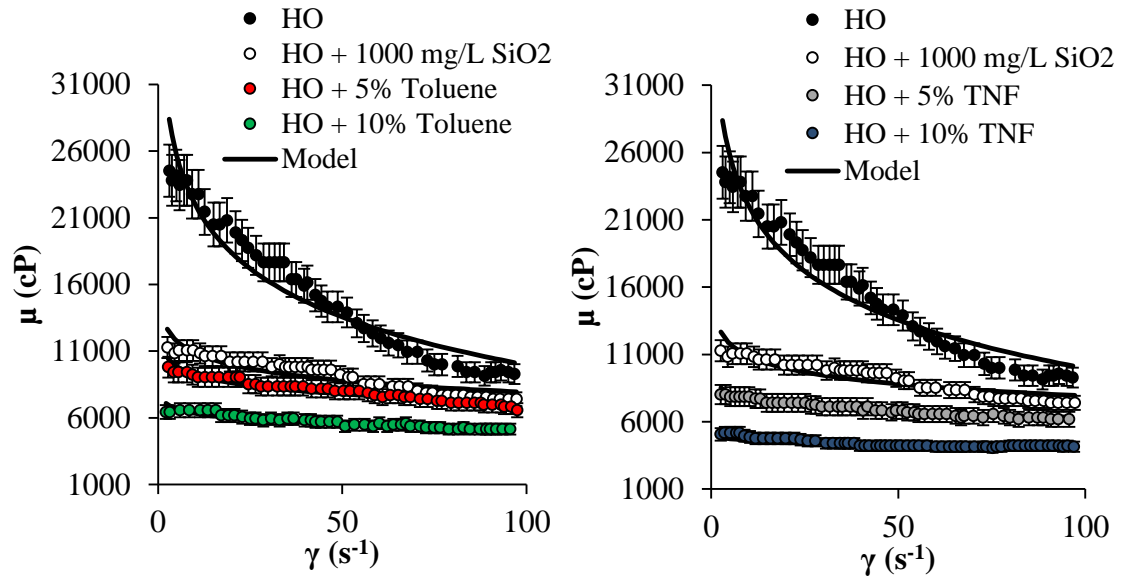 HO
HO + 1000 mg/L SiO2
HO + 5% Toluene
HO + 10% Toluene
Model
31000
26000
21000
16000
11000
6000
1000
μ (cP)
0
50
100
γ (s-1)
HO
HO + 1000 mg/L SiO2
HO + 5% TNF
HO + 10% TNF
Model
31000
26000
21000
16000
11000
6000
1000
μ (cP)
0
50
100
γ (s-1)